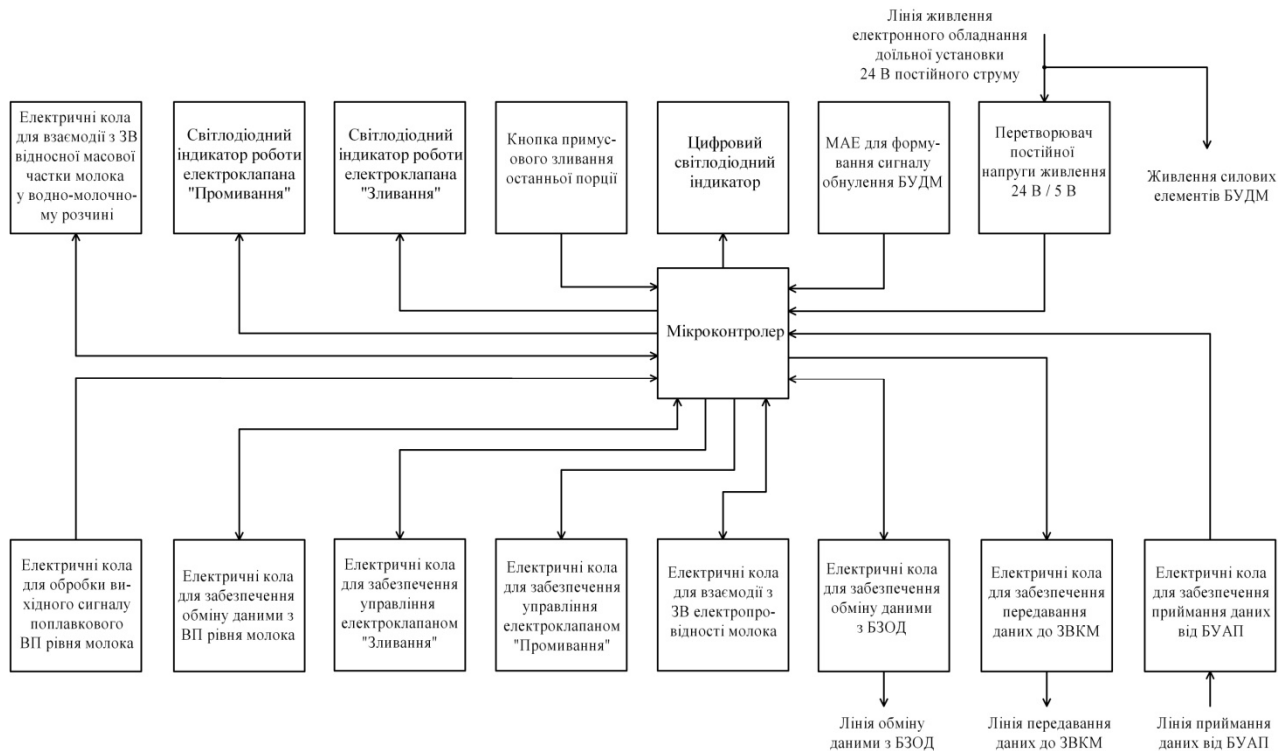 Лінія живлення
електронного обладнання
доїльної установки
24 В постійного струму
Електричні кола
для взаємодії з ЗВ
відносної масової
частки молока
у водно-молочно-
му розчині
Світлодіодний
індикатор роботи
електроклапана
"Промивання"
Світлодіодний
індикатор роботи
електроклапана
"Зливання"
Кнопка примус-
ового зливання
останньої порції
Цифровий
світлодіодний
індикатор
МАЕ для форму-
вання сигналу
обнулення БУДМ
Перетворювач
постійної
напруги живлення
24 В / 5 В
Живлення силових
елементів БУДМ
Мікроконтролер
Електричні кола
для обробки ви-
хідного сигналу
поплавкового
ВП рівня молока
Електричні кола
для забезпечення
обміну даними з
ВП рівня молока
Електричні кола
для забезпечення
управління
електроклапаном
"Зливання"
Електричні кола
для забезпечення
управління
електроклапаном
"Промивання"
Електричні кола
для взаємодії з
ЗВ електропро-
відності молока
Електричні кола
для забезпечення
обміну даними
з БЗОД
Електричні кола
для забезпечення
передавання
даних до ЗВКМ
Електричні кола
для забезпечення
приймання даних
від БУАП
Лінія обміну
даними з БЗОД
Лінія передавання
даних до ЗВКМ
Лінія приймання
даних від БУАП